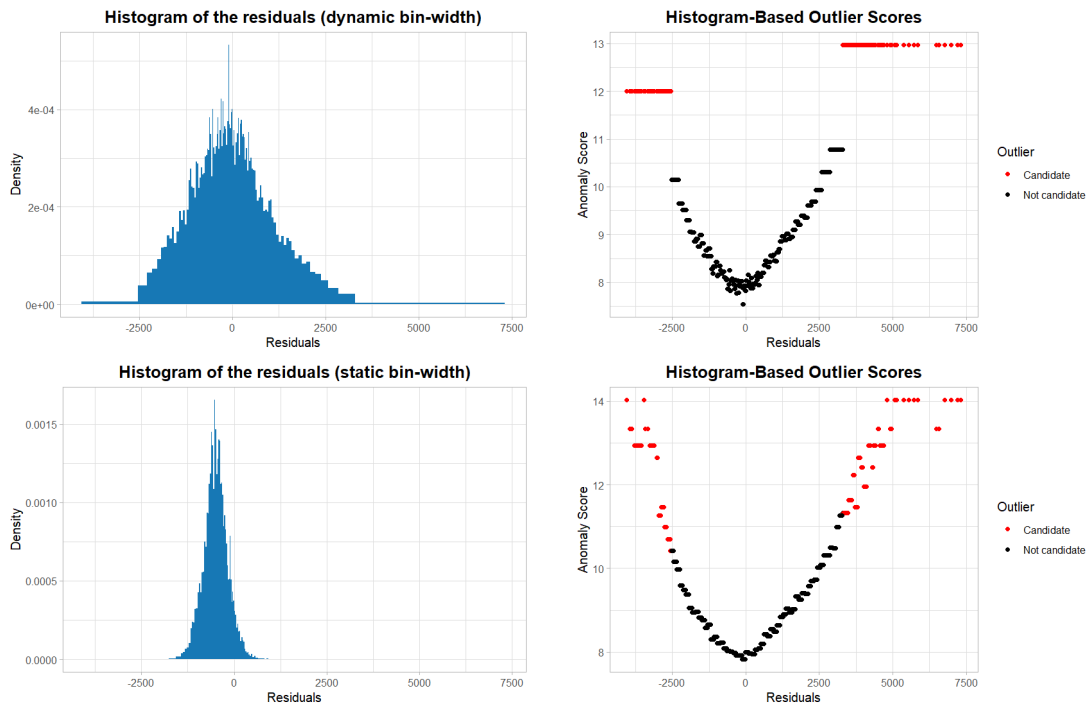 Histogram of the residuals (dynamic bin-width)
Density
4e-04
2e-04
0e+00
-2500 0 2500 5000 7500
Residuals
Histogram-Based Outlier Scores
Anomaly Score
13
12
11
10
9
8
-2500 0 2500 5000 7500
Residuals
Outlier
Candidate
Not candidate
Histogram of the residuals (static bin-width)
Density
0.0015
0.0010
0.0005
0.0000
-2500 0 2500 5000 7500
Residuals
Histogram-Based Outlier Scores
Anomaly Score
14
12
10
8
-2500 0 2500 5000 7500
Residuals
Outlier
Candidate
Not candidate